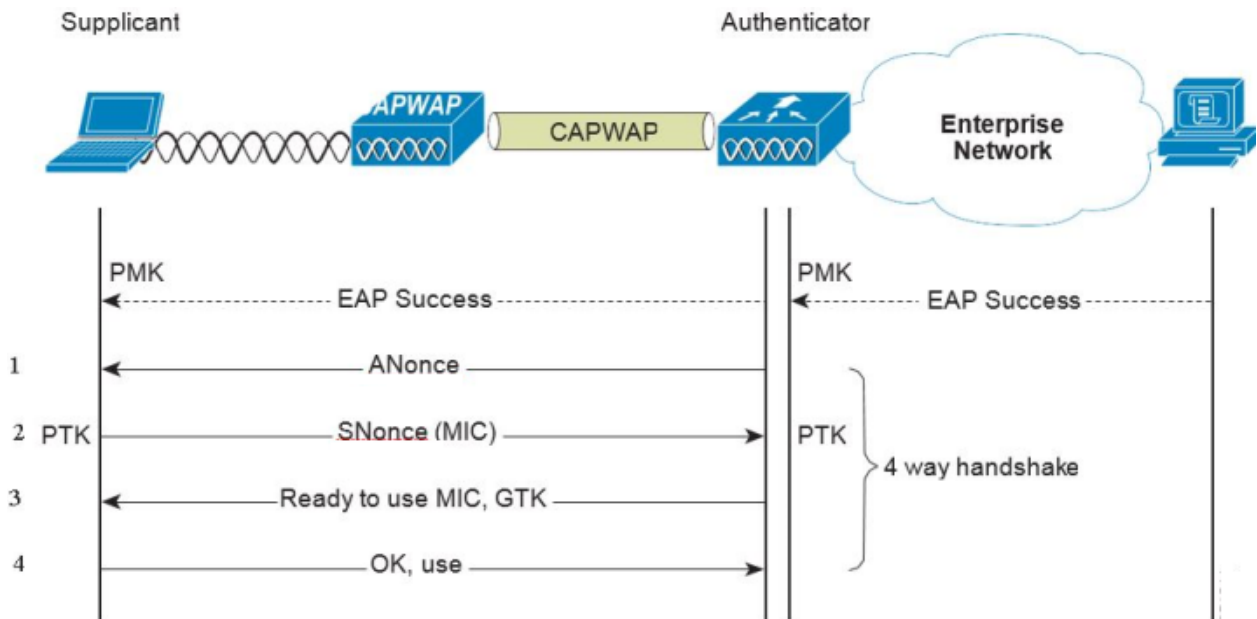 Supplicant
Authenticator
CAPWAP
CAPWAP
Enterprise
Network
PMK
EAP Success
PMK
EAP Success
1
ANonce
2
PTK
SNonce (MIC)
PTK
4 way handshake
3
Ready to use MIC, GTK
4
OK, use